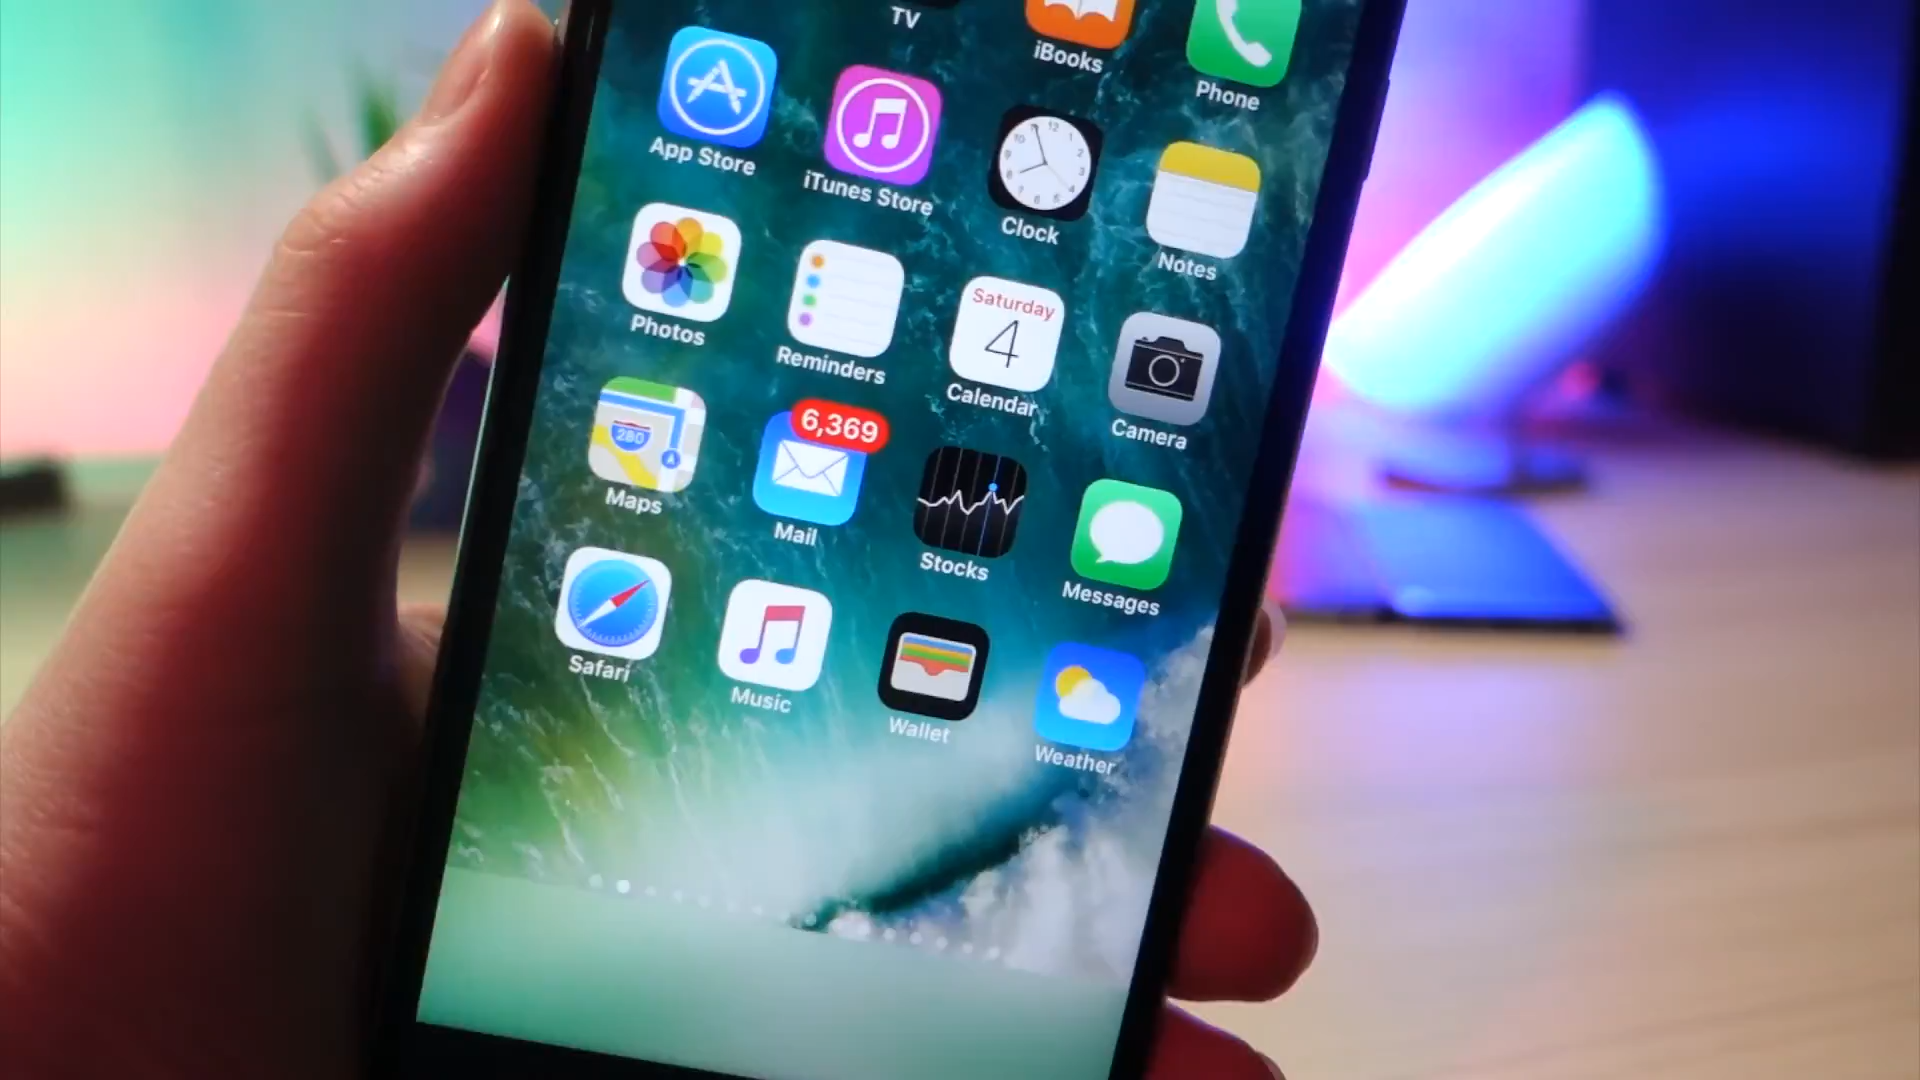 TV
iBooks
Phone
App Store
iTunes Store
Clock
Notes
Photos
Reminders
Saturday
4
Calendar
Camera
280
Maps
6,369
Mail
Stocks
Messages
Safari
Music
Wallet
Weather